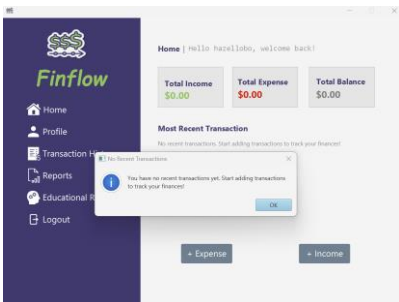 $$$
Finflow
Home
Profile
Transaction Hi
Reports
Educational R
Logout
Home | Hello hazellobo, welcome back!
Total Income
$0.00
Total Expense
$0.00
Total Balance
$0.00
Most Recent Transaction
No recent transactions. Start adding transactions to track your finances!
No Recent Transactions
You have no recent transactions yet. Start adding transactions
to track your finances!
OK
+ Expense
+ Income